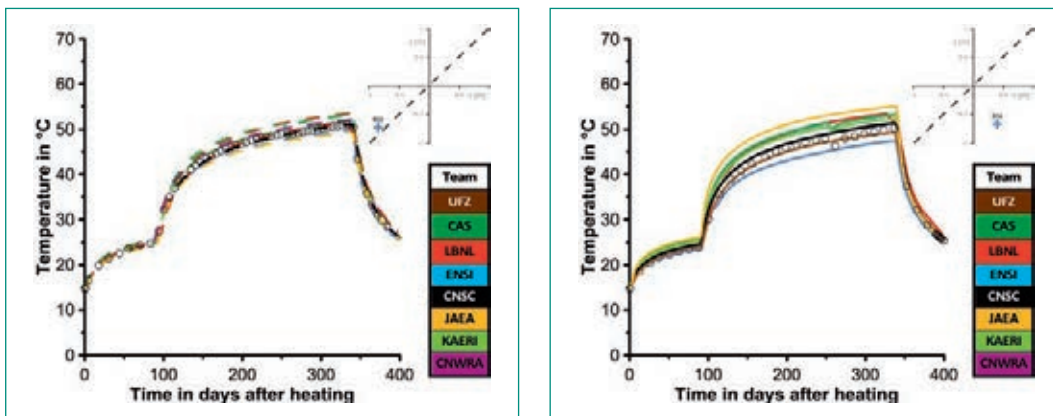 70
60
50
40
30
20
10
0
Temperature in °C
0 100 200 300 400
Time in days after heating
Team
UFZ
CAS
LBNL
ENSI
CNSC
JAEA
KAERI
CNWRA
70
60
50
40
30
20
10
0
Temperature in °C
0 100 200 300 400
Time in days after heating
Team
UFZ
CAS
LBNL
ENSI
CNSC
JAEA
KAERI
CNWRA